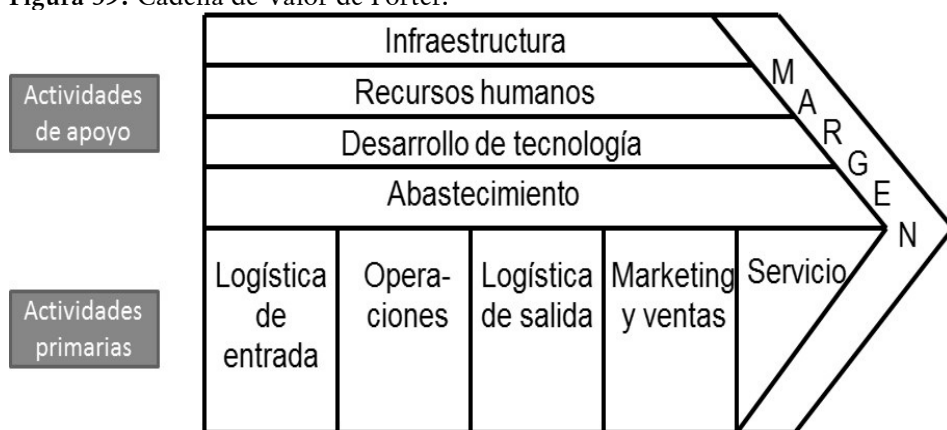 Figura 39: Cadena de Valor de Porter.
Infraestructura
Recursos humanos
Desarrollo de tecnología
Abastecimiento
Actividades
de apoyo
MARGEN
Actividades
primarias
Logística
de
entrada
Opera-
ciones
Logística
de salida
Marketing
y ventas
Servicio